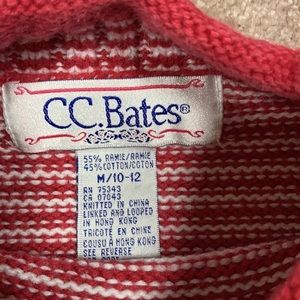 CC.Bates®
55% RAMIE/RAMIE
45% COTTON/COTON
M/10-12
RN 75343
CA 07043
KNITTED IN CHINA
LINKED AND LOOPED
IN HONG KONG
TRICOTÉ EN CHINE
COUSU À HONG KONG
SEE REVERSE